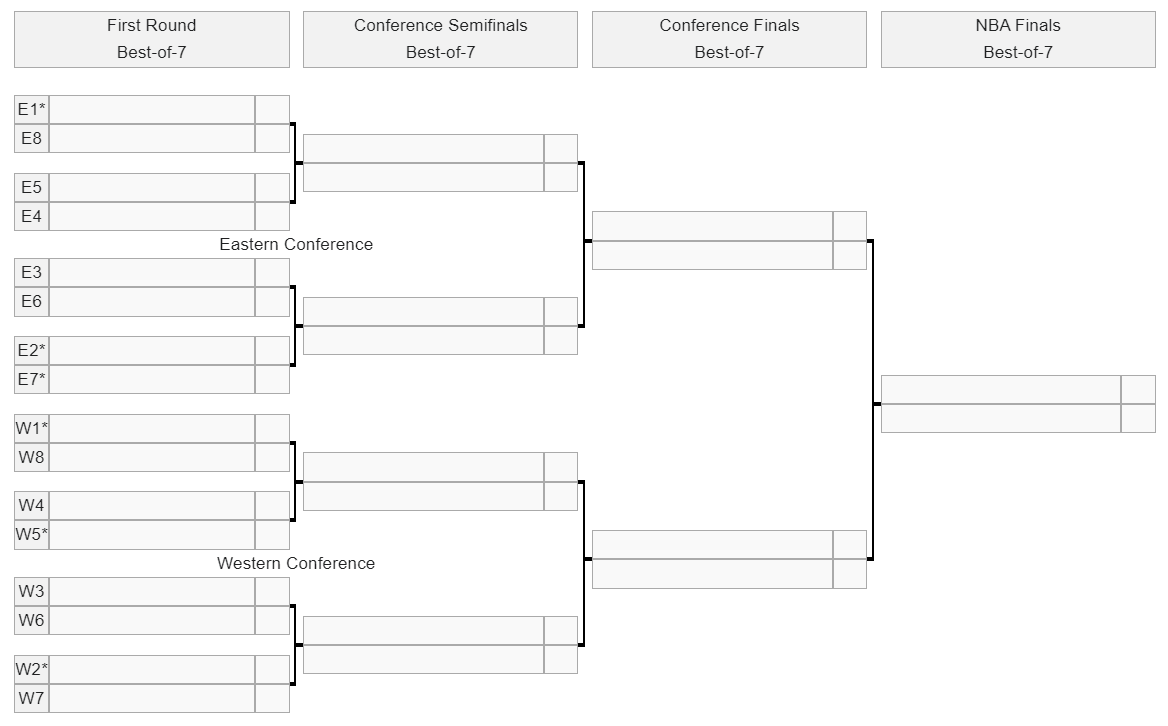 First Round
Best-of-7
Conference Semifinals
Best-of-7
Conference Finals
Best-of-7
NBA Finals
Best-of-7
E1*
E8
E5
E4
Eastern Conference
E3
E6
E2*
E7*
W1*
W8
W4
W5*
Western Conference
W3
W6
W2*
W7